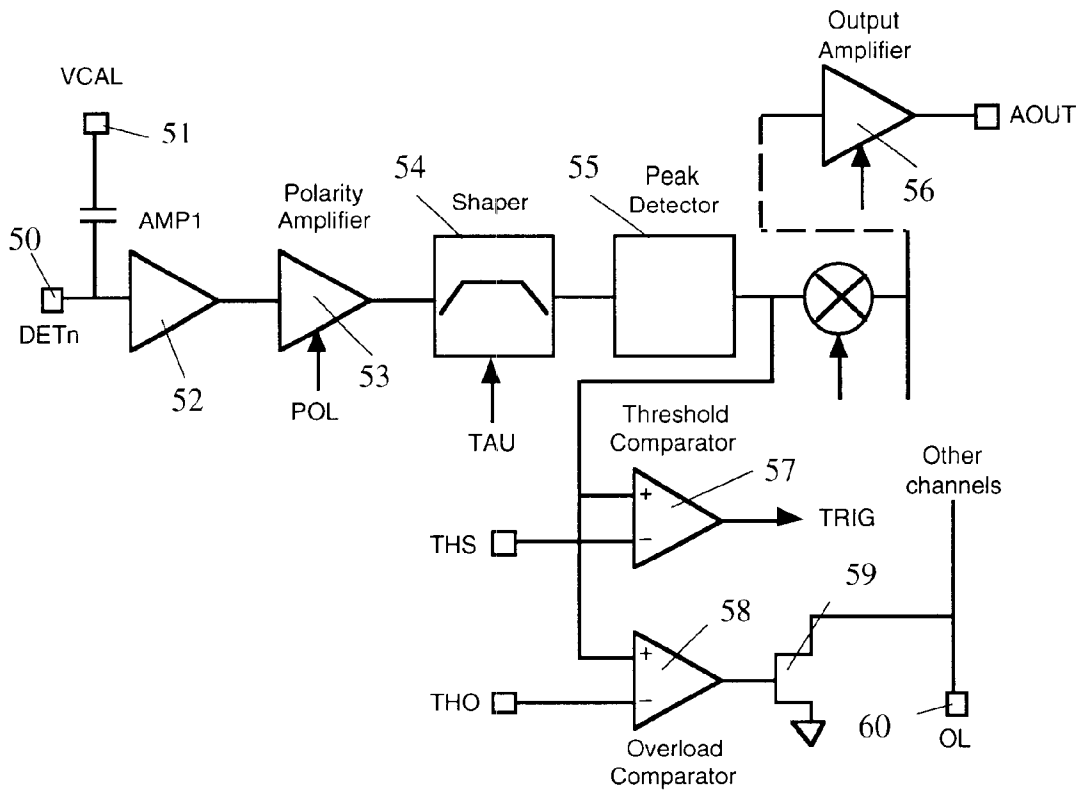 Output
Amplifier
VCAL
51
AOUT
56
54
55
Peak
Detector
Polarity
Amplifier
Shaper
50
AMP1
DETn
52
53
POL
TAU
Threshold
Comparator
57
Other
channels
+
−
THS
TRIG
59
58
+
−
THO
60
OL
Overload
Comparator